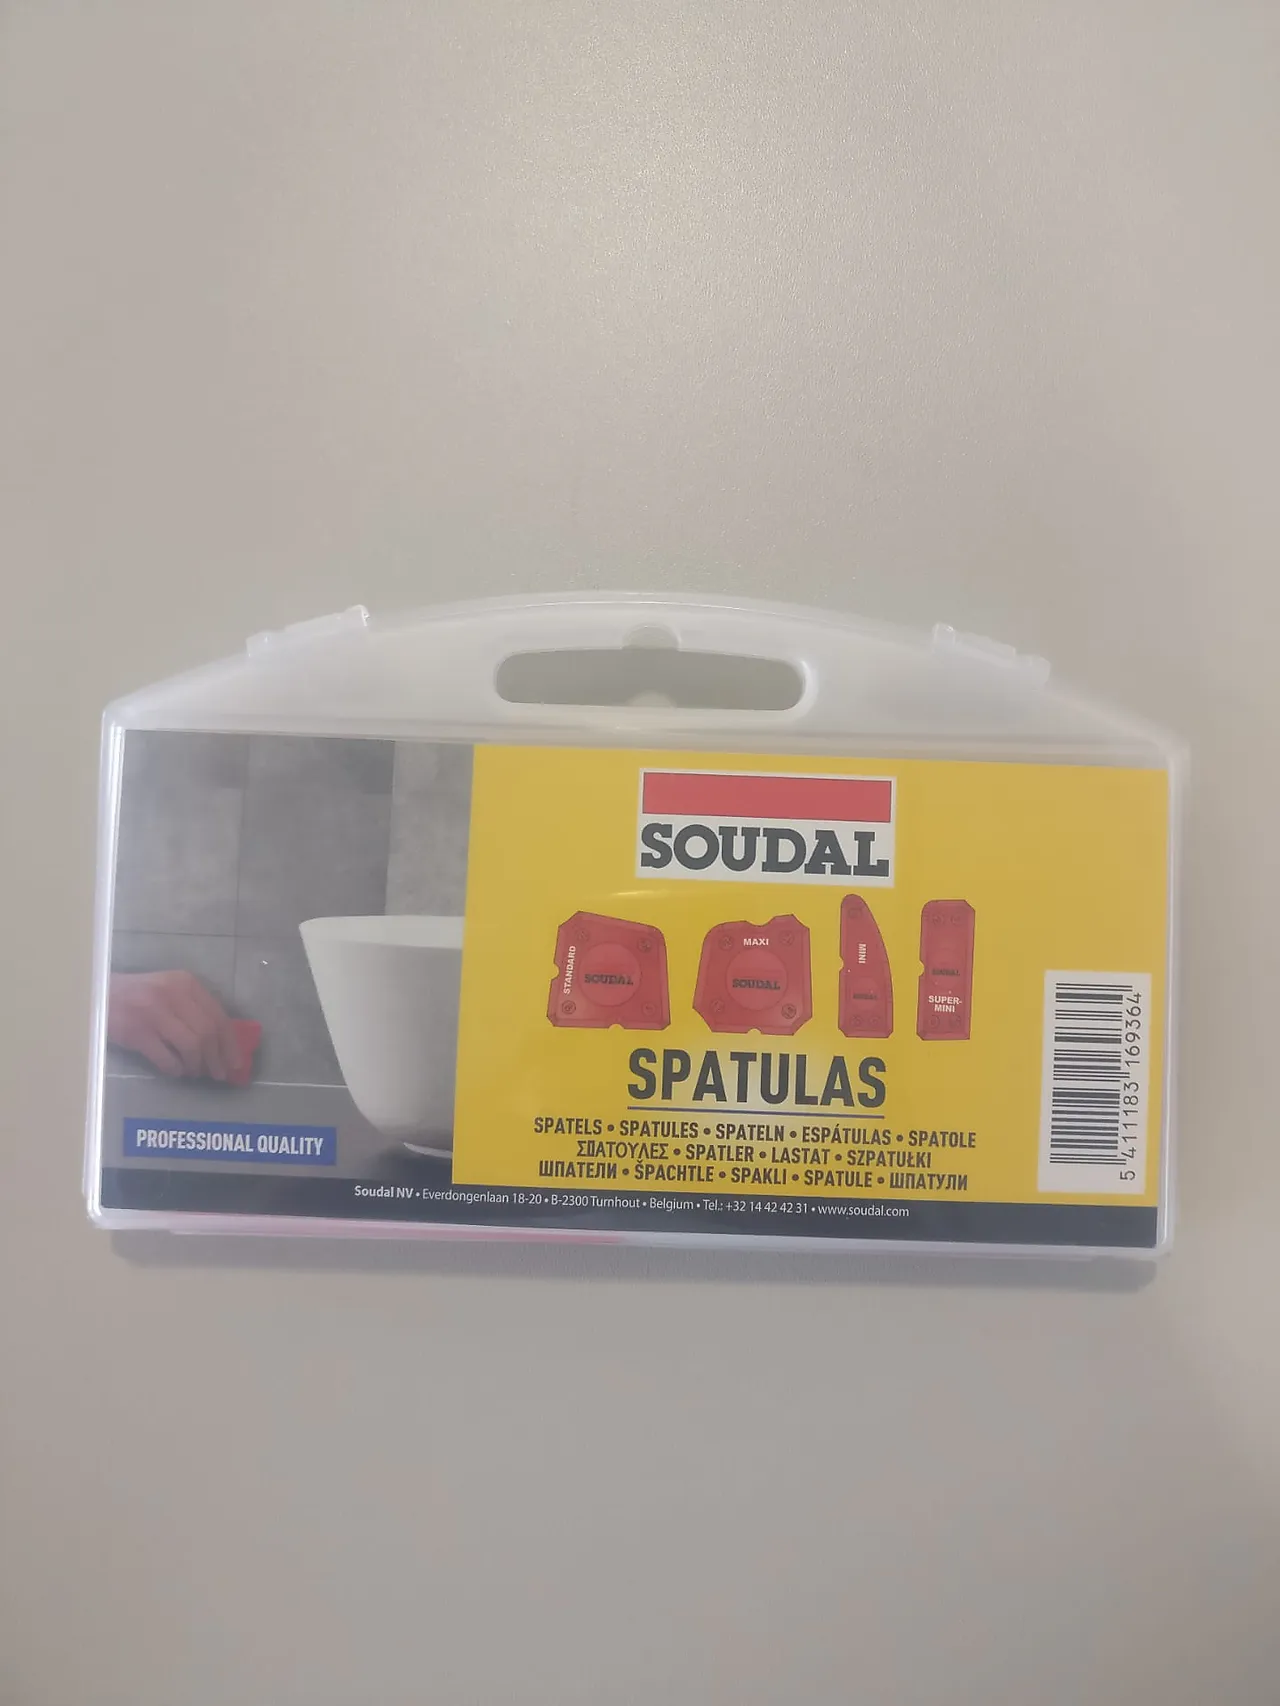 SOUDAL
STANDARD
SOUDAL
MAXI
SOUDAL
MINI
SOUDAL
SOUDAL
SUPER-
MINI
SPATULAS
SPATELS • SPATULES • SPATELN • ESPÁTULAS • SPATOLE
ΣΠΑΤΟΥΛΕΣ • SPATLER • LASTAT • SZPATUŁKI
ШПАТЕЛИ • ŠPACHTLE • SPAKLI • SPATULE • ШПАТУЛИ
PROFESSIONAL QUALITY
Soudal NV • Everdongenlaan 18-20 • B-2300 Turnhout • Belgium • Tel.: +32 14 42 42 31 • www.soudal.com
5 411183 169364